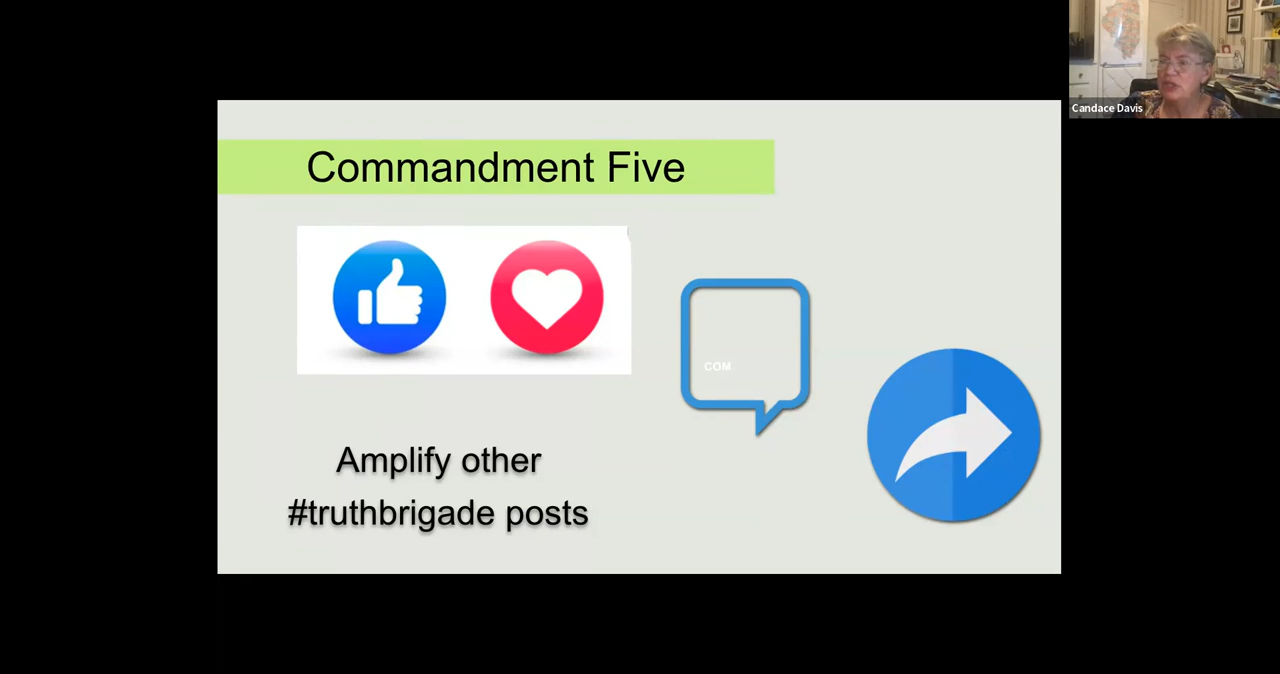 Candace Davis
Commandment Five
COM
Amplify other
#truthbrigade posts